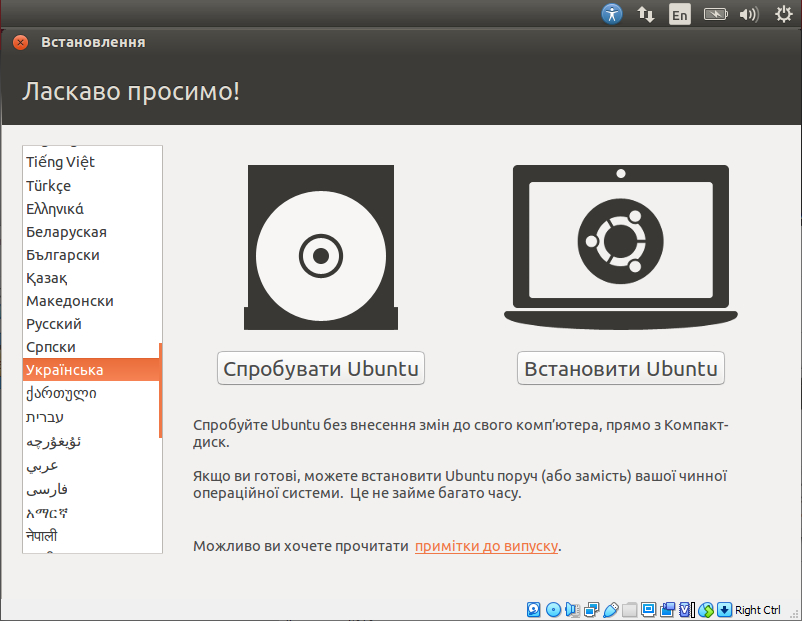 En
Встановлення
Ласкаво просимо!
Tiếng Việt
Türkçe
Ελληνικά
Беларуская
Български
Қазақ
Македонски
Русский
Српски
Українська
ქართული
עברית
ئۇيغۇرچە
عربي
فارسی
አማርኛ
नेपाली
Спробувати Ubuntu
Встановити Ubuntu
Спробуйте Ubuntu без внесення змін до свого комп’ютера, прямо з Компакт-
диск.
Якщо ви готові, можете встановити Ubuntu поруч (або замість) вашої чинної
операційної системи. Це не займе багато часу.
Можливо ви хочете прочитати примітки до випуску.
Right Ctrl